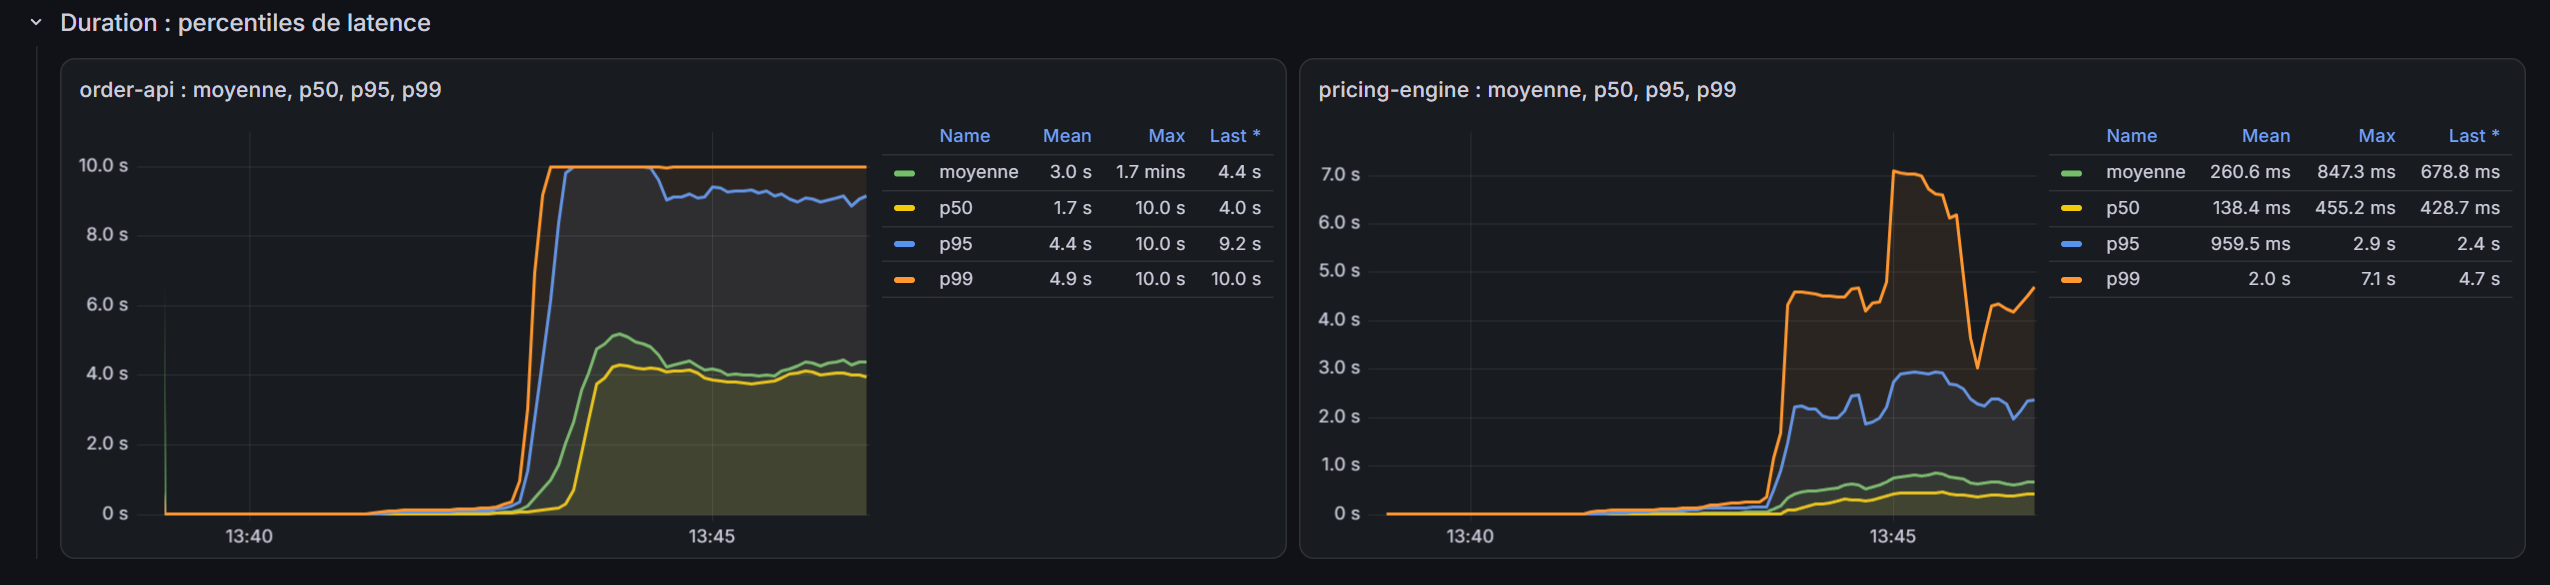 Duration : percentiles de latence
order-api : moyenne, p50, p95, p99
10.0 s
8.0 s
6.0 s
4.0 s
2.0 s
0 s
13:40 13:45
Name Mean Max Last *
moyenne 3.0 s 1.7 mins 4.4 s
p50 1.7 s 10.0 s 4.0 s
p95 4.4 s 10.0 s 9.2 s
p99 4.9 s 10.0 s 10.0 s
pricing-engine : moyenne, p50, p95, p99
7.0 s
6.0 s
5.0 s
4.0 s
3.0 s
2.0 s
1.0 s
0 s
13:40 13:45
Name Mean Max Last *
moyenne 260.6 ms 847.3 ms 678.8 ms
p50 138.4 ms 455.2 ms 428.7 ms
p95 959.5 ms 2.9 s 2.4 s
p99 2.0 s 7.1 s 4.7 s